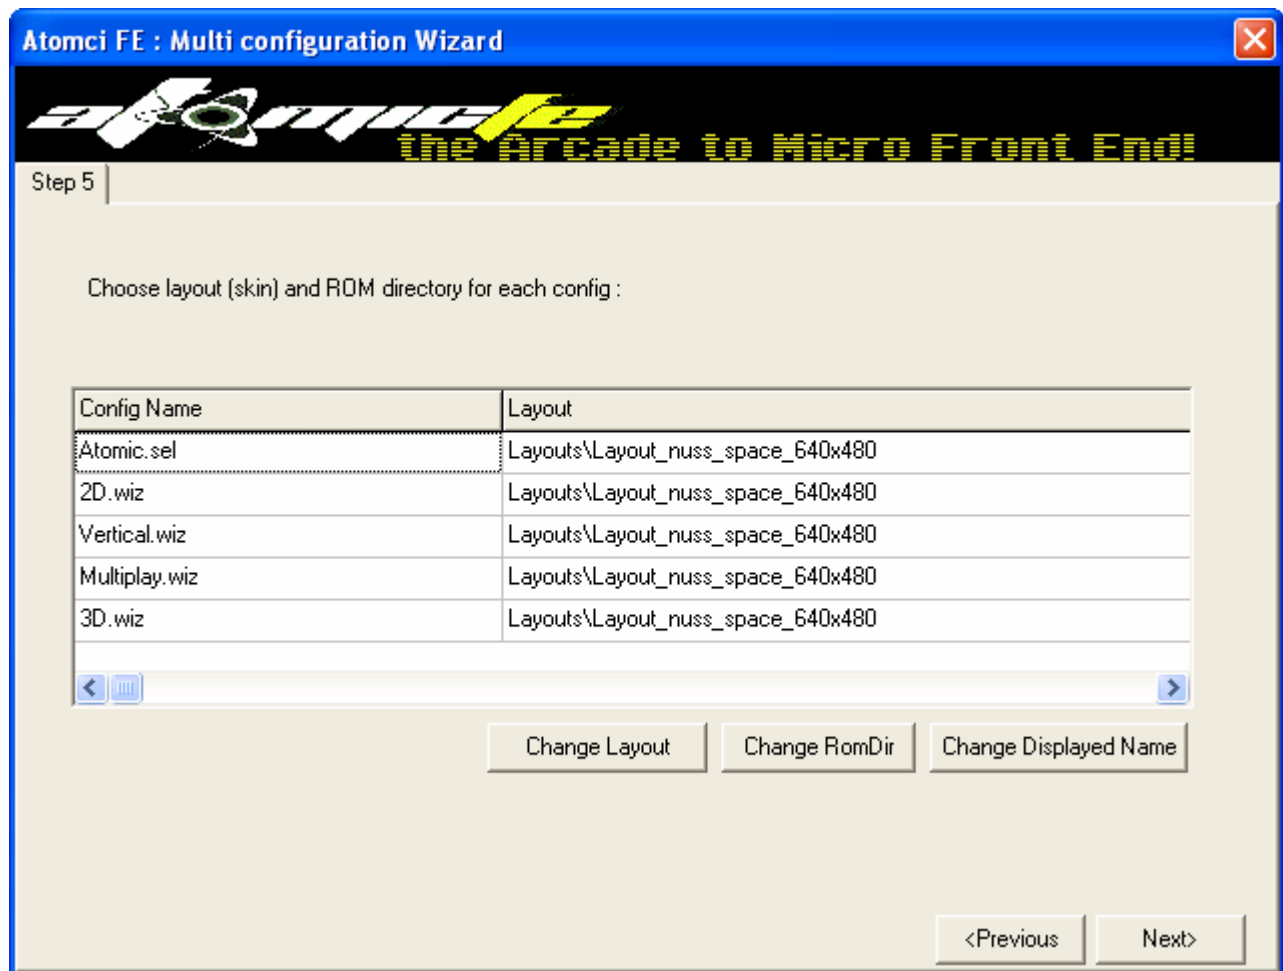 Atomci FE : Multi configuration Wizard
atomicfe
the Arcade to Micro Front End!
Step 5
Choose layout (skin) and ROM directory for each config :
Config Name Layout
Atomic.sel Layouts\Layout_nuss_space_640x480
2D.wiz Layouts\Layout_nuss_space_640x480
Vertical.wiz Layouts\Layout_nuss_space_640x480
Multiplay.wiz Layouts\Layout_nuss_space_640x480
3D.wiz Layouts\Layout_nuss_space_640x480
Change Layout Change RomDir Change Displayed Name
<Previous Next>